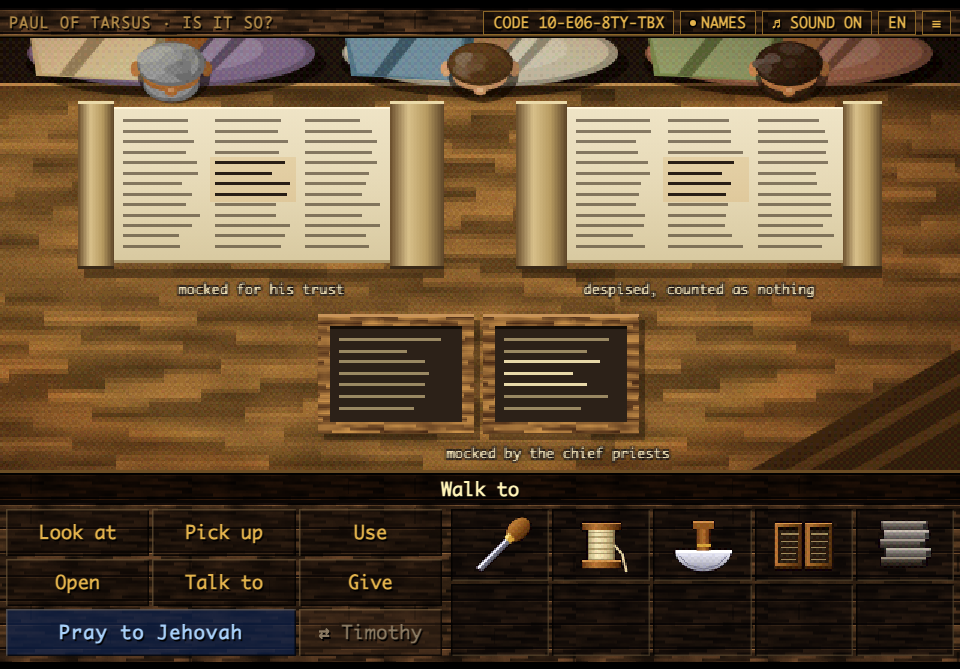 PAUL OF TARSUS · IS IT SO?
CODE 10-E06-8TY-TBX
• NAMES
♬ SOUND ON
EN
≡
mocked for his trust
despised, counted as nothing
mocked by the chief priests
Walk to
Look at
Pick up
Use
Open
Talk to
Give
Pray to Jehovah
⇄ Timothy